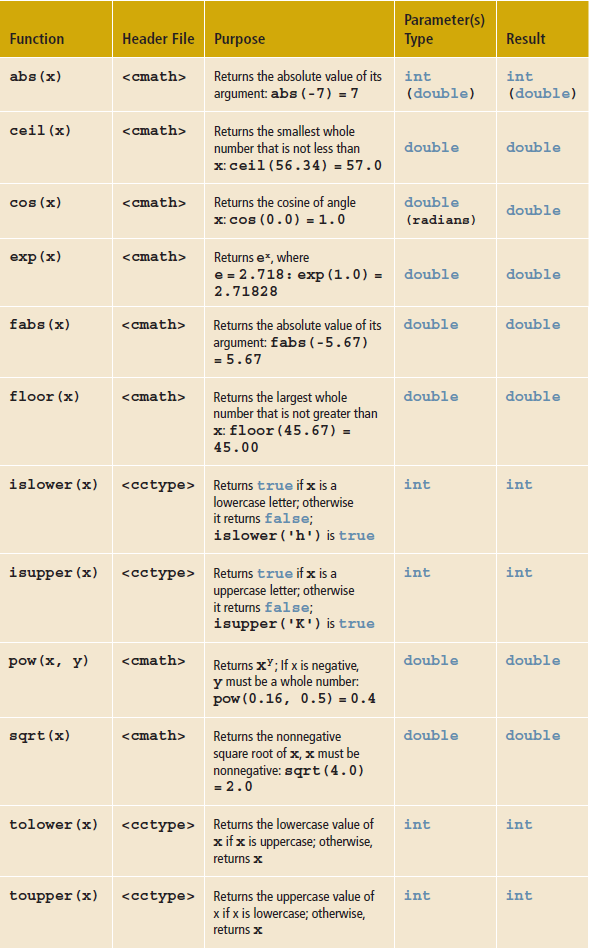 Function Header File Purpose Parameter(s) Type Result
abs(x) <cmath> Returns the absolute value of its int int
argument: abs(-7) = 7 (double) (double)
ceil(x) <cmath> Returns the smallest whole
number that is not less than double double
x: ceil(56.34) = 57.0
cos(x) <cmath> Returns the cosine of angle double double
x: cos(0.0) = 1.0 (radians)
exp(x) <cmath> Returns eˣ, where
e = 2.718: exp(1.0) = double double
2.71828
fabs(x) <cmath> Returns the absolute value of its double double
argument: fabs(-5.67)
= 5.67
floor(x) <cmath> Returns the largest whole double double
number that is not greater than
x: floor(45.67) =
45.00
islower(x) <cctype> Returns true if x is a int int
lowercase letter; otherwise
it returns false;
islower('h') is true
isupper(x) <cctype> Returns true if x is a int int
uppercase letter; otherwise
it returns false;
isupper('K') is true
pow(x, y) <cmath> Returns xʸ; If x is negative, double double
y must be a whole number:
pow(0.16, 0.5) = 0.4
sqrt(x) <cmath> Returns the nonnegative double double
square root of x, x must be
nonnegative: sqrt(4.0)
= 2.0
tolower(x) <cctype> Returns the lowercase value of int int
x if x is uppercase; otherwise,
returns x
toupper(x) <cctype> Returns the uppercase value of int int
x if x is lowercase; otherwise,
returns x